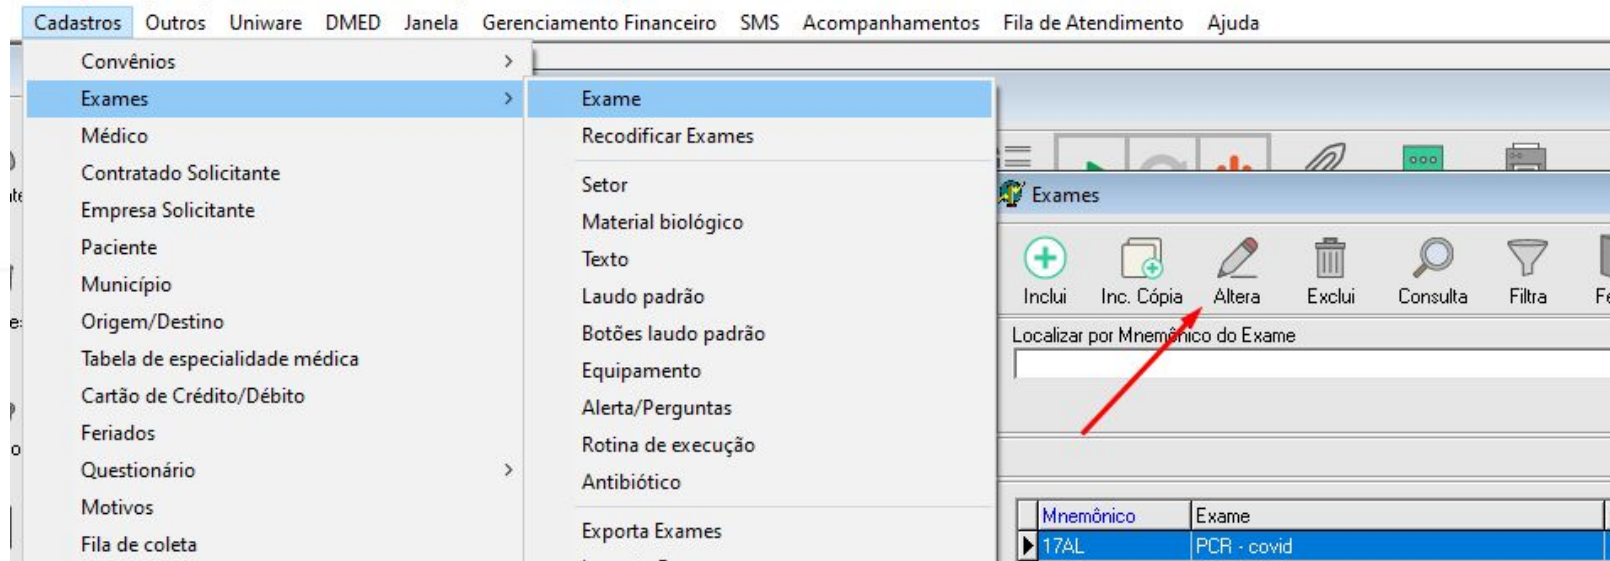 Cadastros Outros Uniware DMED Janela Gerenciamento Financeiro SMS Acompanhamentos Fila de Atendimento Ajuda
Convênios
Exames
Médico
Contratado Solicitante
Empresa Solicitante
Paciente
Município
Origem/Destino
Tabela de especialidade médica
Cartão de Crédito/Débito
Feriados
Questionário
Motivos
Fila de coleta
Exame
Recodificar Exames
Setor
Material biológico
Texto
Laudo padrão
Botões laudo padrão
Equipamento
Alerta/Perguntas
Rotina de execução
Antibiótico
Exporta Exames
Exames
Inclui Inc. Cópia Altera Exclui Consulta Filtra
Localizar por Mnemônico do Exame
Mnemônico Exame
17AL PCR - covid